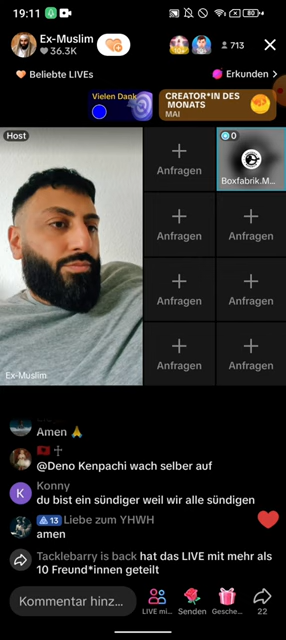 19:11
80
Ex-Muslim
36.3K
713
Beliebte LIVEs
Erkunden >
Vielen Dank
CREATOR*IN DES
MONATS
MAI
Host
0
Anfragen
Boxfabrik.M...
Anfragen
Anfragen
Anfragen
Anfragen
Anfragen
Anfragen
Ex-Muslim
Amen 🙏
@Deno Kenpachi wach selber auf
K
Konny
du bist ein sündiger weil wir alle sündigen
13 Liebe zum YHWH
amen
Tacklebarry is back hat das LIVE mit mehr als
10 Freund*innen geteilt
Kommentar hinz...
LIVE mi...
Senden
Gesche...
22